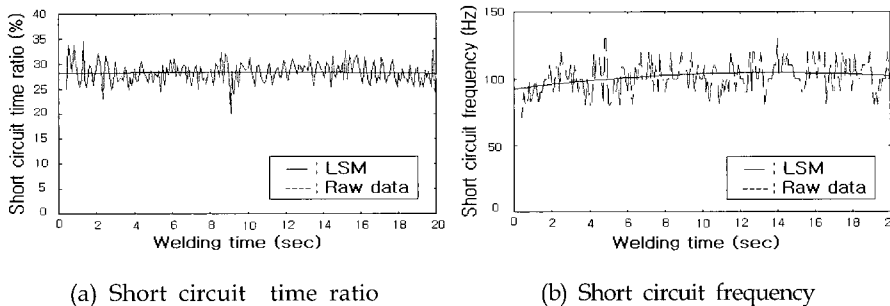 Short circuit time ratio (%)
40
35
30
25
20
15
10
5
0
LSM
Raw data
0 2 4 6 8 10 12 14 16 18 20
Welding time (sec)
(a) Short circuit time ratio
Short circuit frequency (Hz)
150
100
50
0
LSM
Raw data
0 2 4 6 8 10 12 14 16 18 2
Welding time (sec)
(b) Short circuit frequency